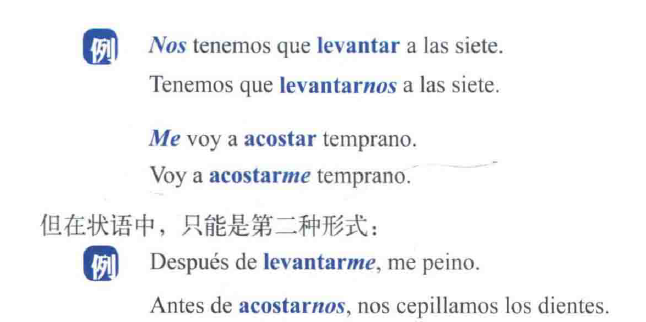 例 Nos tenemos que levantar a las siete.
Tenemos que levantarnos a las siete.
Me voy a acostar temprano.
Voy a acostarme temprano.
但在状语中，只能是第二种形式：
例 Después de levantarme, me peino.
Antes de acostarnos, nos cepillamos los dientes.